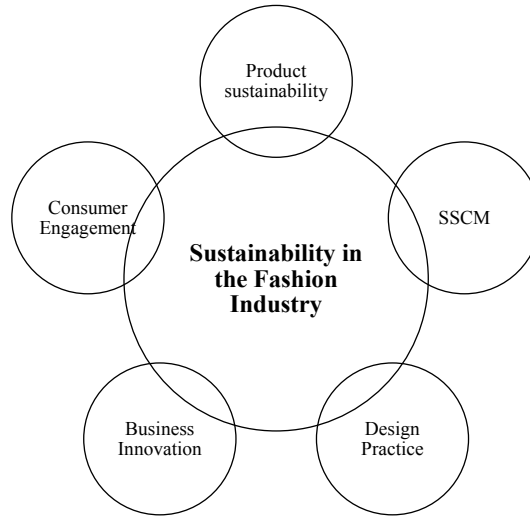 Product
sustainability
Consumer
Engagement
SSCM
Sustainability in
the Fashion
Industry
Business
Innovation
Design
Practice